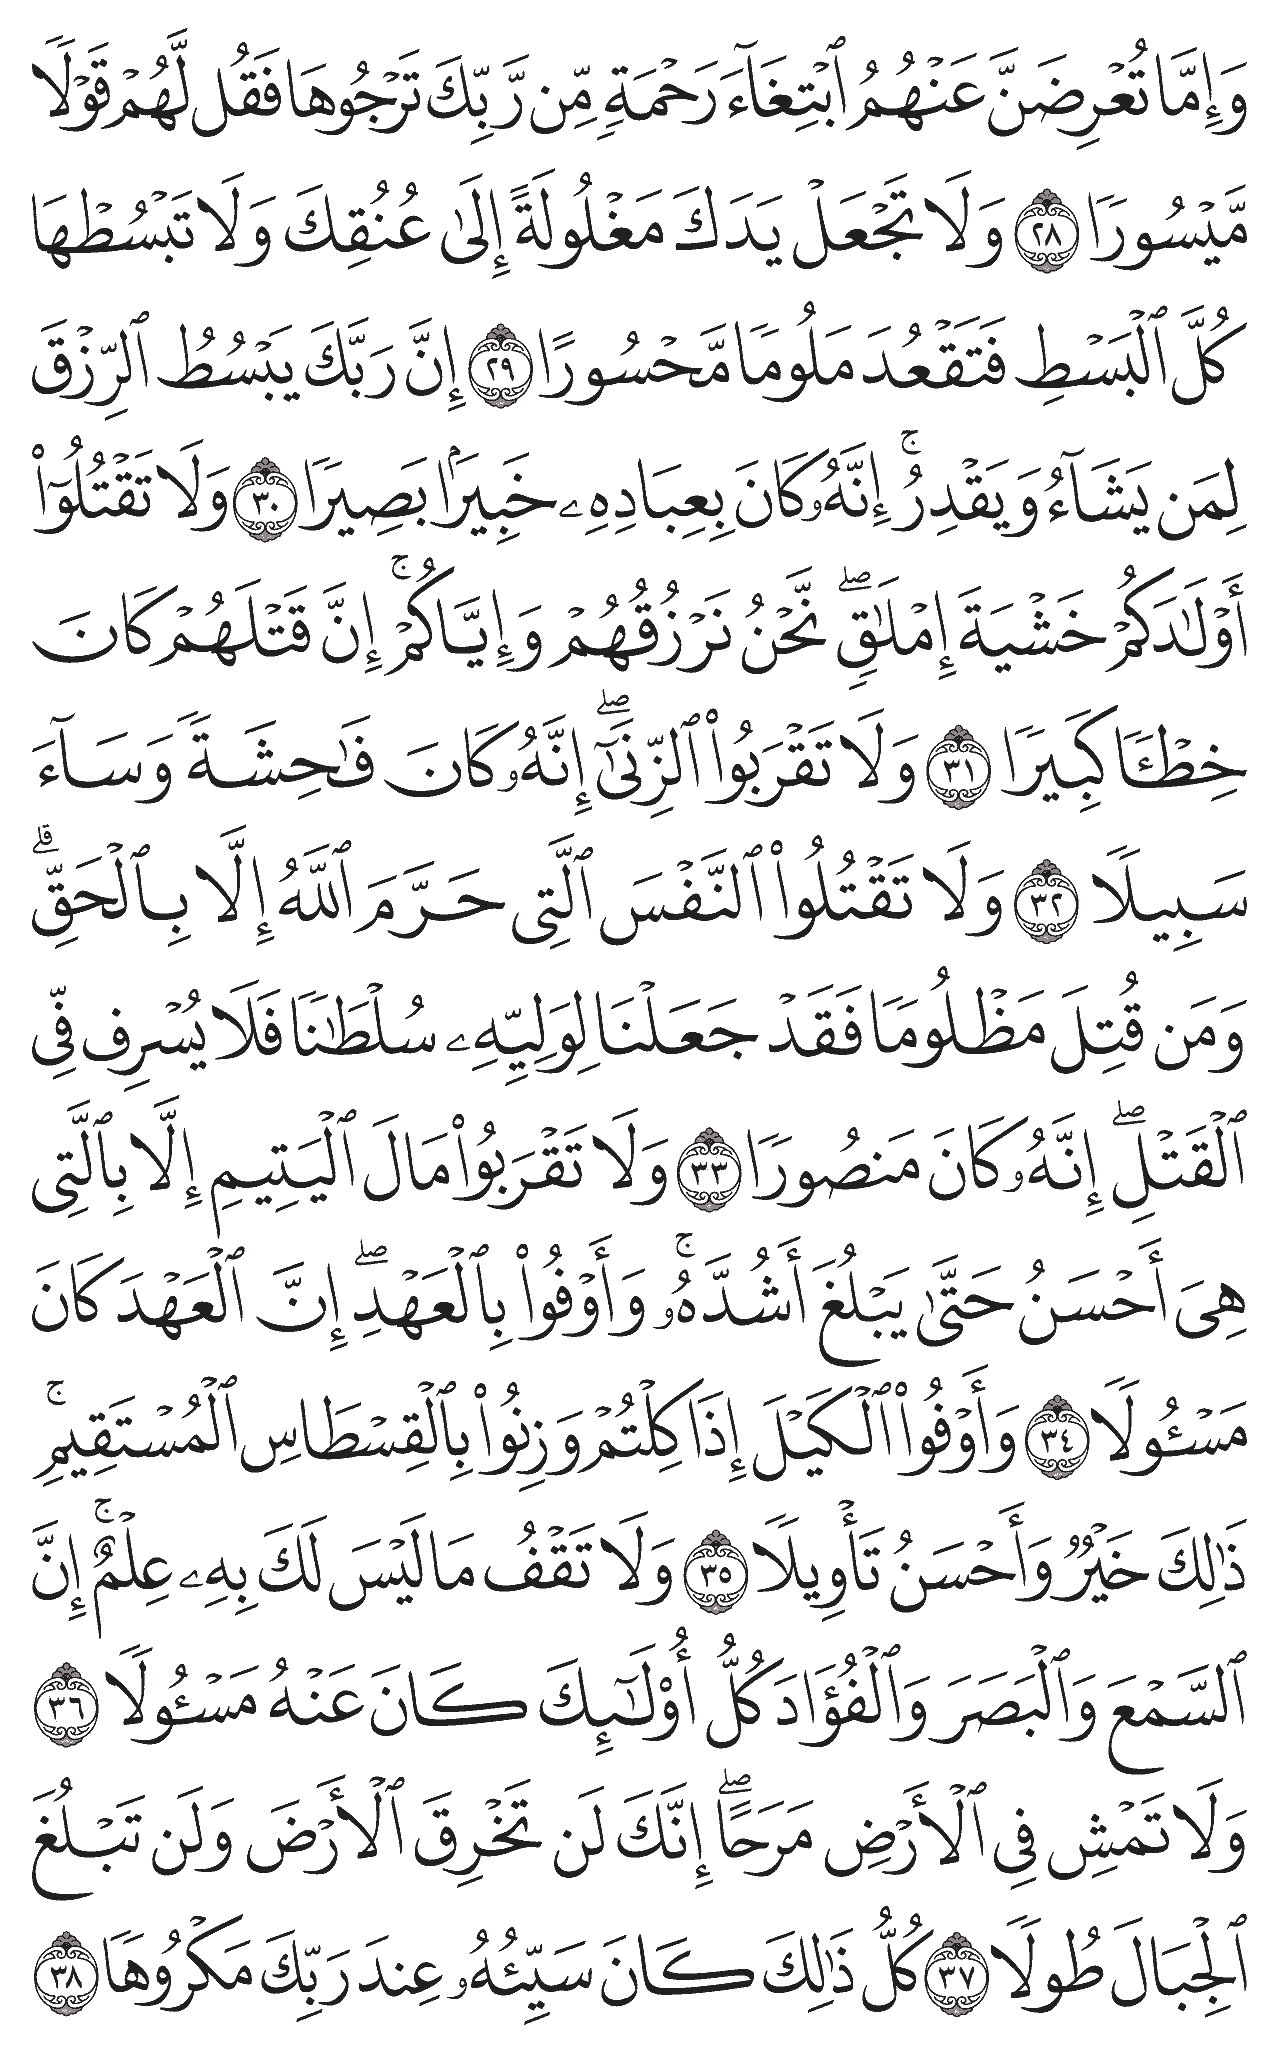 وَإِمَّا تُعْرِضَنَّ عَنْهُمُ ٱبْتِغَآءَ رَحْمَةٍ مِّن رَّبِّكَ تَرْجُوهَا فَقُل لَّهُمْ قَوْلًا
مَّيْسُورًا ٢٨ وَلَا تَجْعَلْ يَدَكَ مَغْلُولَةً إِلَىٰ عُنُقِكَ وَلَا تَبْسُطْهَا
كُلَّ ٱلْبَسْطِ فَتَقْعُدَ مَلُومًا مَّحْسُورًا ٢٩ إِنَّ رَبَّكَ يَبْسُطُ ٱلرِّزْقَ
لِمَن يَشَآءُ وَيَقْدِرُ ۚ إِنَّهُۥ كَانَ بِعِبَادِهِۦ خَبِيرًۢا بَصِيرًا ٣٠ وَلَا تَقْتُلُوٓا۟
أَوْلَـٰدَكُمْ خَشْيَةَ إِمْلَـٰقٍ ۖ نَّحْنُ نَرْزُقُهُمْ وَإِيَّاكُمْ ۚ إِنَّ قَتْلَهُمْ كَانَ
خِطْـًٔا كَبِيرًا ٣١ وَلَا تَقْرَبُوا۟ ٱلزِّنَىٰٓ ۖ إِنَّهُۥ كَانَ فَـٰحِشَةً وَسَآءَ
سَبِيلًا ٣٢ وَلَا تَقْتُلُوا۟ ٱلنَّفْسَ ٱلَّتِى حَرَّمَ ٱللَّهُ إِلَّا بِٱلْحَقِّ ۗ
وَمَن قُتِلَ مَظْلُومًا فَقَدْ جَعَلْنَا لِوَلِيِّهِۦ سُلْطَـٰنًا فَلَا يُسْرِف فِّى
ٱلْقَتْلِ ۖ إِنَّهُۥ كَانَ مَنصُورًا ٣٣ وَلَا تَقْرَبُوا۟ مَالَ ٱلْيَتِيمِ إِلَّا بِٱلَّتِى
هِىَ أَحْسَنُ حَتَّىٰ يَبْلُغَ أَشُدَّهُۥ ۚ وَأَوْفُوا۟ بِٱلْعَهْدِ ۖ إِنَّ ٱلْعَهْدَ كَانَ
مَسْـُٔولًا ٣٤ وَأَوْفُوا۟ ٱلْكَيْلَ إِذَا كِلْتُمْ وَزِنُوا۟ بِٱلْقِسْطَاسِ ٱلْمُسْتَقِيمِ ۚ
ذَٰلِكَ خَيْرٌ وَأَحْسَنُ تَأْوِيلًا ٣٥ وَلَا تَقْفُ مَا لَيْسَ لَكَ بِهِۦ عِلْمٌ ۚ إِنَّ
ٱلسَّمْعَ وَٱلْبَصَرَ وَٱلْفُؤَادَ كُلُّ أُو۟لَـٰٓئِكَ كَانَ عَنْهُ مَسْـُٔولًا ٣٦
وَلَا تَمْشِ فِى ٱلْأَرْضِ مَرَحًا ۖ إِنَّكَ لَن تَخْرِقَ ٱلْأَرْضَ وَلَن تَبْلُغَ
ٱلْجِبَالَ طُولًا ٣٧ كُلُّ ذَٰلِكَ كَانَ سَيِّئُهُۥ عِندَ رَبِّكَ مَكْرُوهًا ٣٨